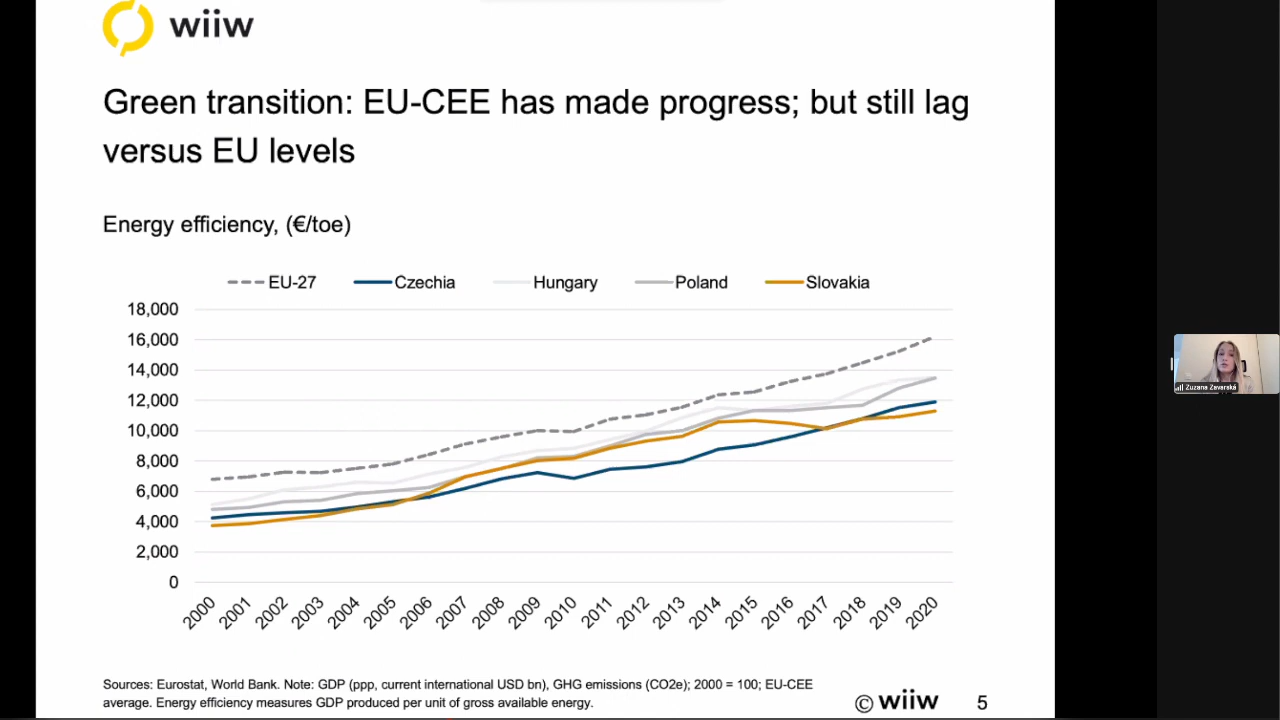 wiiw
Green transition: EU-CEE has made progress; but still lag
versus EU levels
Energy efficiency, (€/toe)
EU-27 Czechia Hungary Poland Slovakia
18,000
16,000
14,000
12,000
10,000
8,000
6,000
4,000
2,000
0
2000 2001 2002 2003 2004 2005 2006 2007 2008 2009 2010 2011 2012 2013 2014 2015 2016 2017 2018 2019 2020
Zuzana Zavarská
Sources: Eurostat, World Bank. Note: GDP (ppp, current international USD bn), GHG emissions (CO2e); 2000 = 100; EU-CEE
average. Energy efficiency measures GDP produced per unit of gross available energy.
© wiiw 5